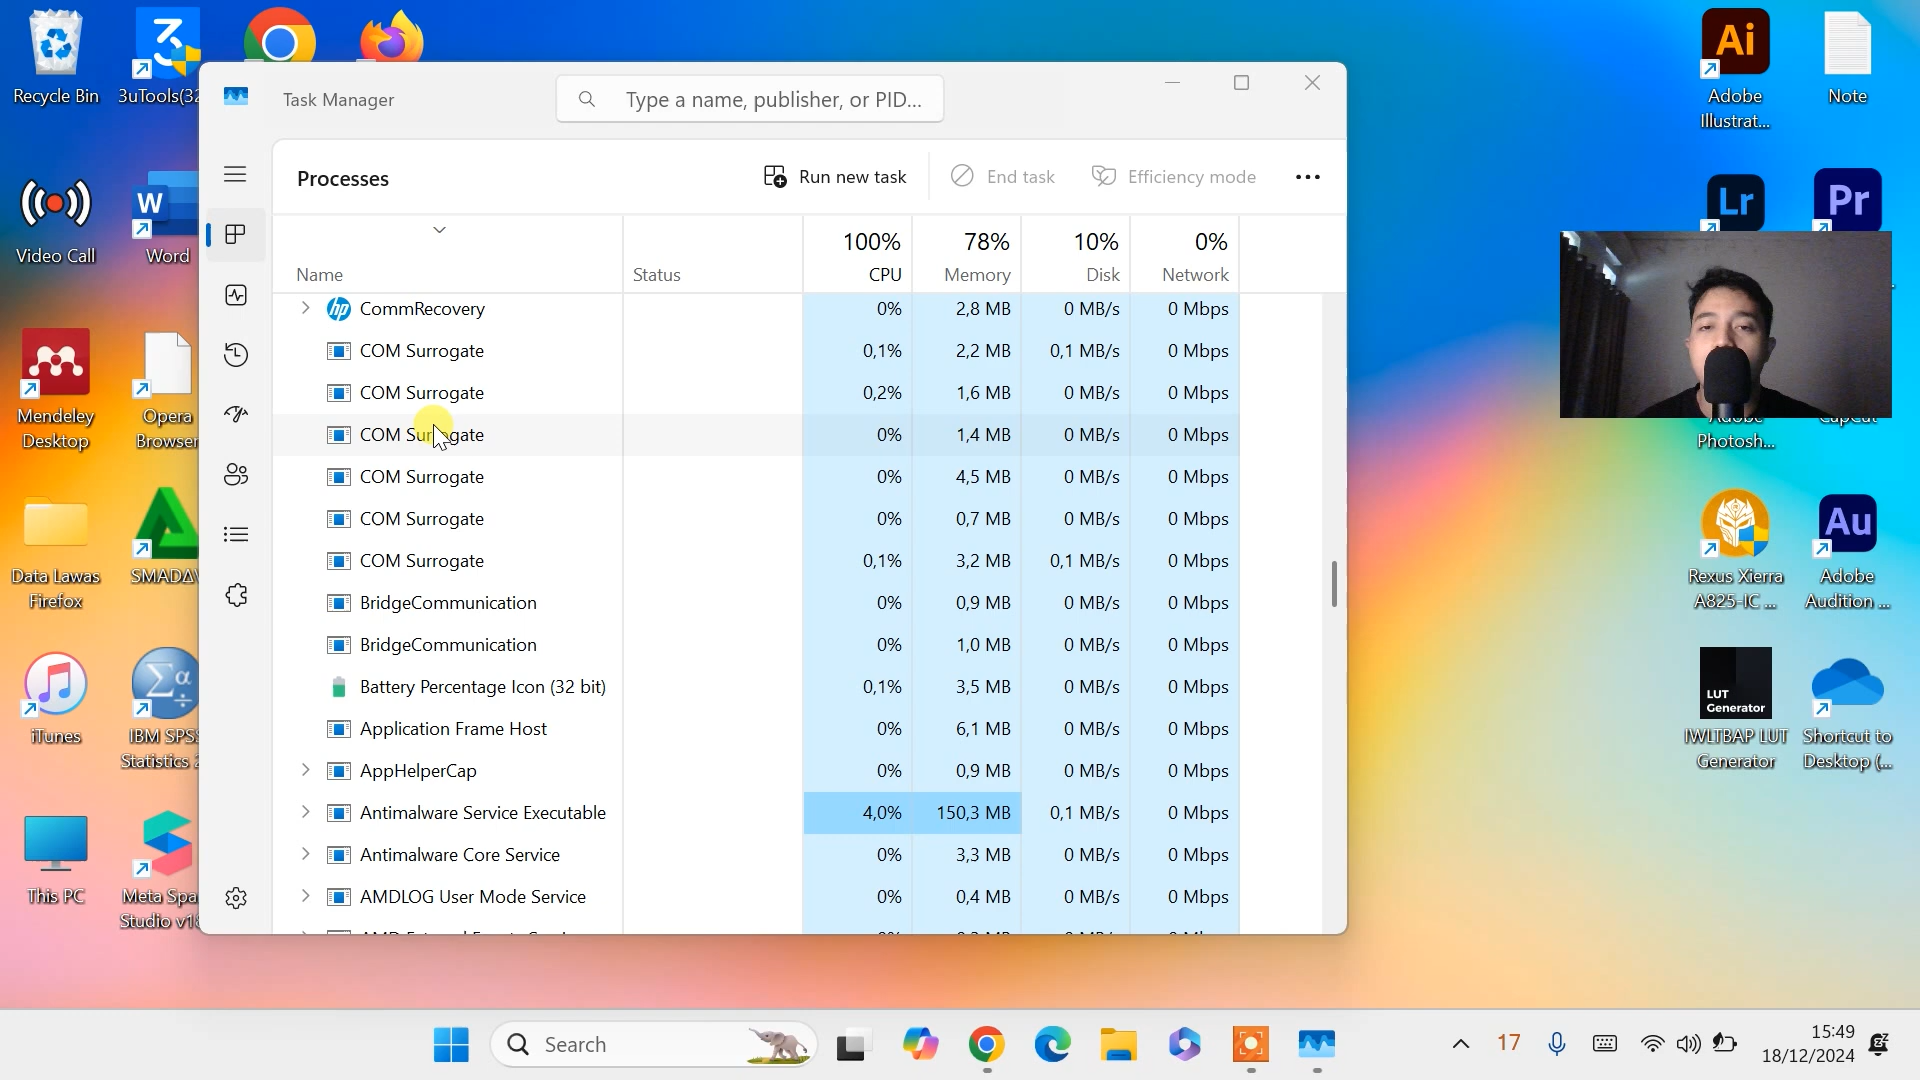 Recycle Bin
3uTools(32
Video Call
Word
Mendeley
Desktop
Opera
Browser
Data Lawas
Firefox
SMADΔV
iTunes
IBM SPSS
Statistics 2
This PC
Meta Spa
Studio v18
Task Manager
Type a name, publisher, or PID...
Processes
Run new task
End task
Efficiency mode
Name
Status
100%
CPU
78%
Memory
10%
Disk
0%
Network
CommRecovery 0% 2,8 MB 0 MB/s 0 Mbps
COM Surrogate 0,1% 2,2 MB 0,1 MB/s 0 Mbps
COM Surrogate 0,2% 1,6 MB 0 MB/s 0 Mbps
COM Surrogate 0% 1,4 MB 0 MB/s 0 Mbps
COM Surrogate 0% 4,5 MB 0 MB/s 0 Mbps
COM Surrogate 0% 0,7 MB 0 MB/s 0 Mbps
COM Surrogate 0,1% 3,2 MB 0,1 MB/s 0 Mbps
BridgeCommunication 0% 0,9 MB 0 MB/s 0 Mbps
BridgeCommunication 0% 1,0 MB 0 MB/s 0 Mbps
Battery Percentage Icon (32 bit) 0,1% 3,5 MB 0 MB/s 0 Mbps
Application Frame Host 0% 6,1 MB 0 MB/s 0 Mbps
AppHelperCap 0% 0,9 MB 0 MB/s 0 Mbps
Antimalware Service Executable 4,0% 150,3 MB 0,1 MB/s 0 Mbps
Antimalware Core Service 0% 3,3 MB 0 MB/s 0 Mbps
AMDLOG User Mode Service 0% 0,4 MB 0 MB/s 0 Mbps
Ai
Adobe
Illustrat...
Note
Lr
Pr
Adobe
Photosh...
CapCut
Rexus Xierra
A825-IC ...
Au
Adobe
Audition ...
LUT
Generator
IWLTBAP LUT
Generator
Shortcut to
Desktop (...
Search
17
15:49
18/12/2024